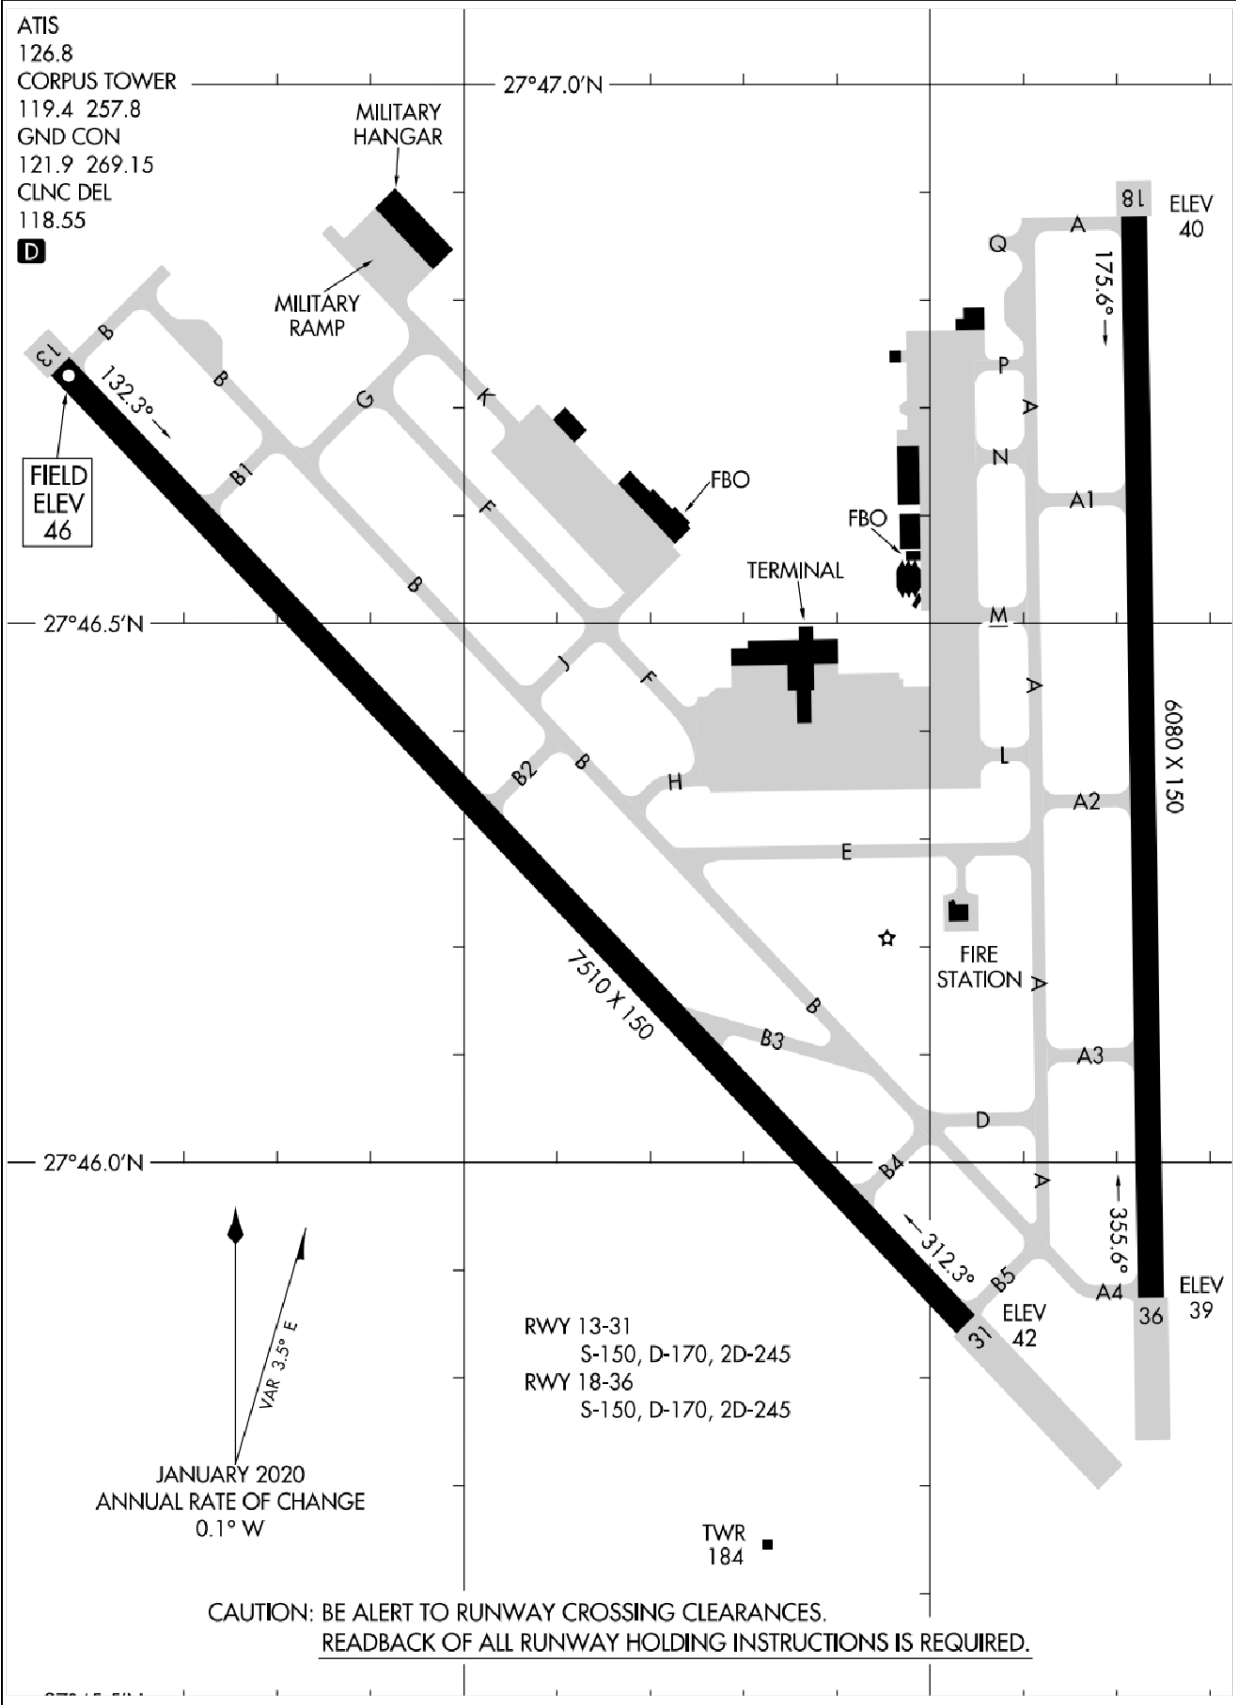 ATIS
126.8
CORPUS TOWER
119.4 257.8
GND CON
121.9 269.15
CLNC DEL
118.55
D
27°47.0'N
MILITARY
HANGAR
MILITARY
RAMP
18
ELEV
40
A
Q
175.6°
13
B
132.3°
B
G
K
P
A
N
A1
FIELD
ELEV
46
B1
F
FBO
FBO
TERMINAL
B
M
27°46.5'N
J
F
A
L
B2
B
H
A2
6080 X 150
E
FIRE
STATION
A
7510 X 150
B
B3
A3
D
27°46.0'N
B4
A
355.6°
312.3°
B5
A4
ELEV
39
36
ELEV
42
31
VAR 3.5° E
RWY 13-31
S-150, D-170, 2D-245
RWY 18-36
S-150, D-170, 2D-245
JANUARY 2020
ANNUAL RATE OF CHANGE
0.1° W
TWR
184
CAUTION: BE ALERT TO RUNWAY CROSSING CLEARANCES.
READBACK OF ALL RUNWAY HOLDING INSTRUCTIONS IS REQUIRED.